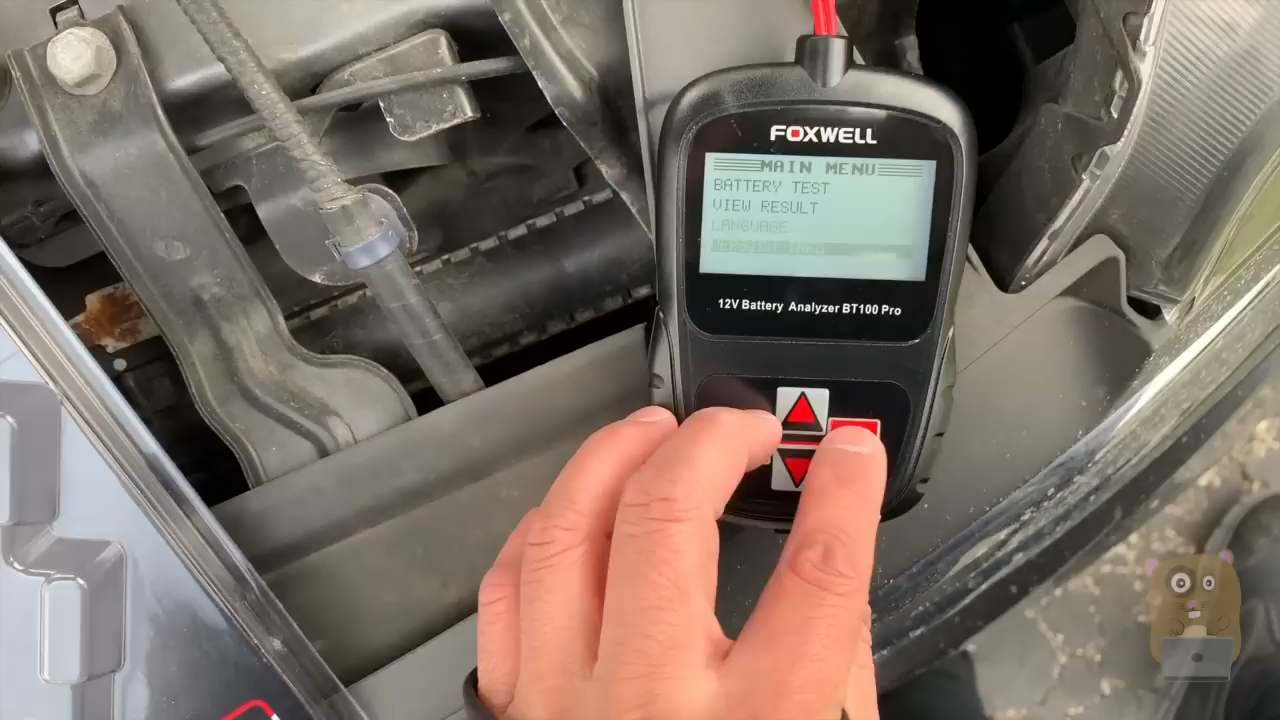 FOXWELL
MAIN MENU
BATTERY TEST
VIEW RESULT
LANGUAGE
12V Battery Analyzer BT100 Pro